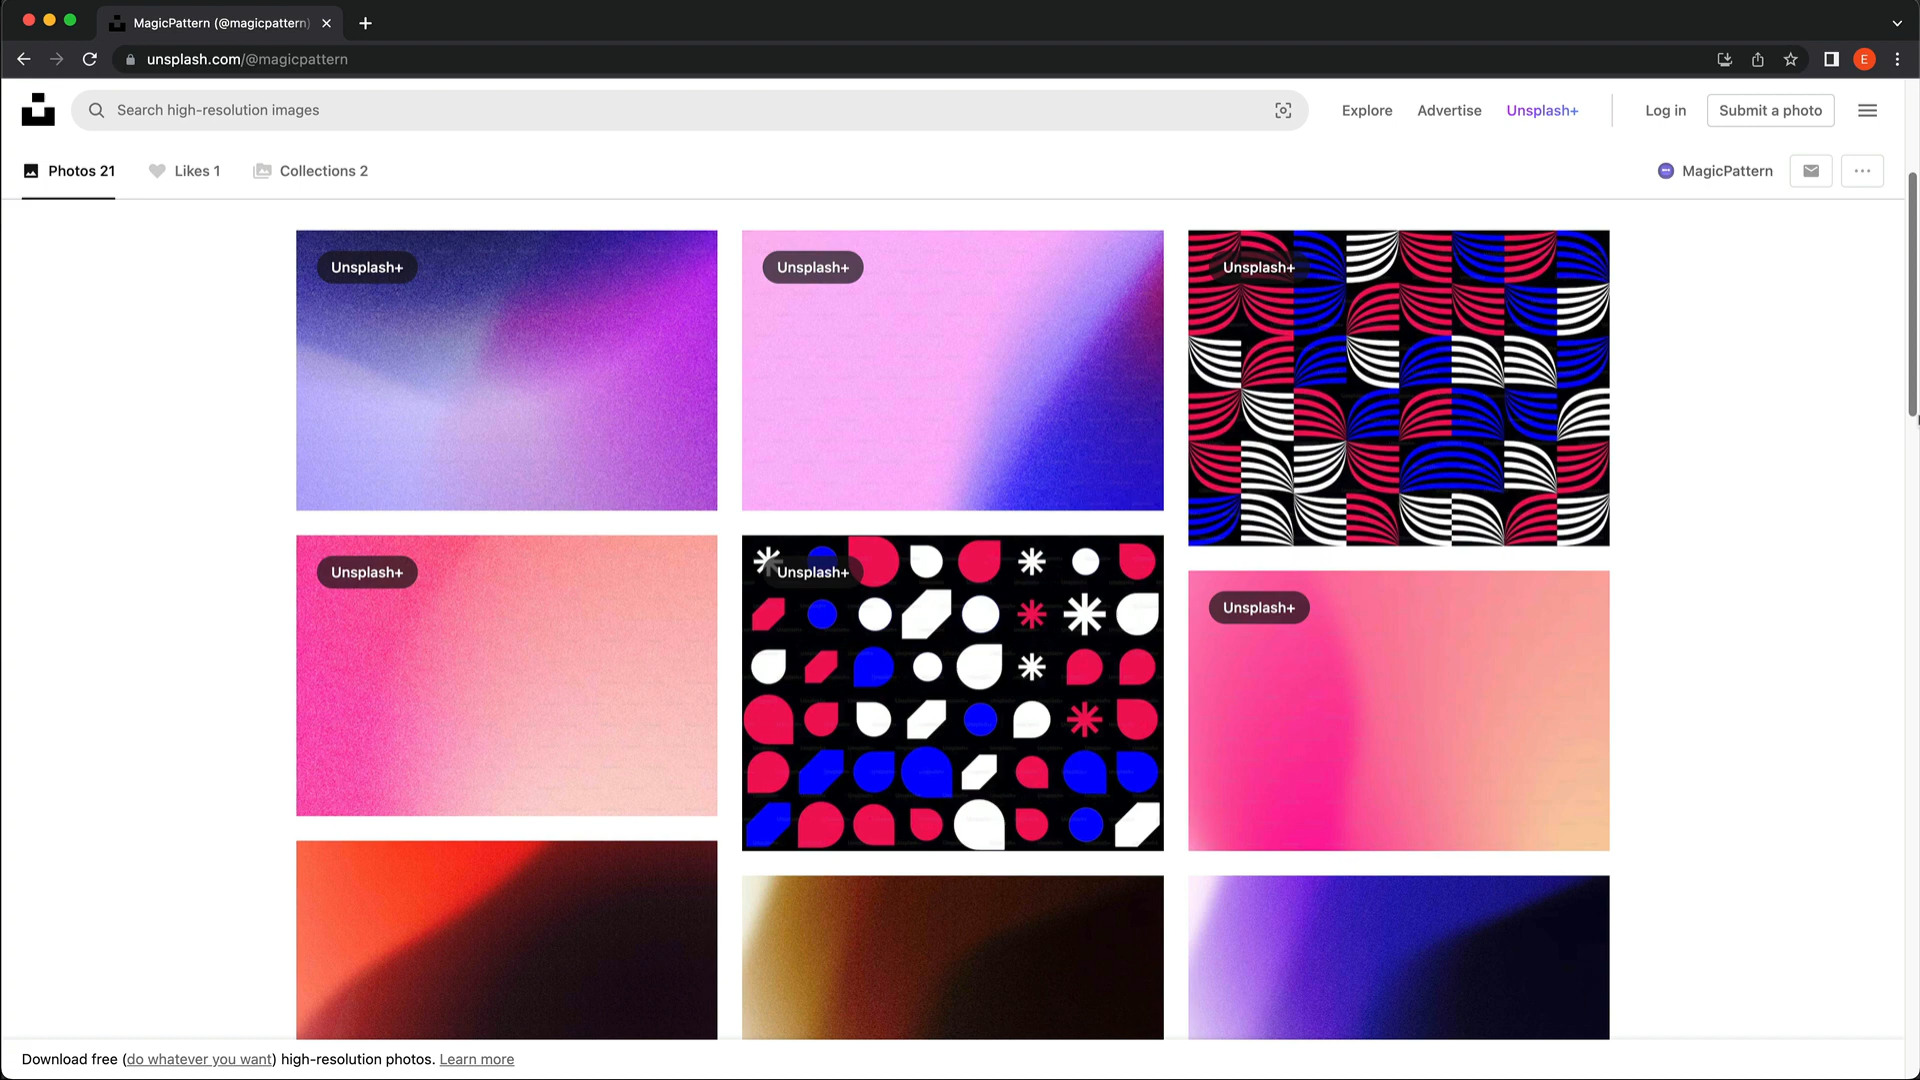 MagicPattern (@magicpattern)
unsplash.com/@magicpattern
E
Search high-resolution images
Explore
Advertise
Unsplash+
Log in
Submit a photo
Photos 21
Likes 1
Collections 2
MagicPattern
Unsplash+
Unsplash+
Unsplash+
Unsplash+
Unsplash+
Unsplash+
Download free (do whatever you want) high-resolution photos. Learn more